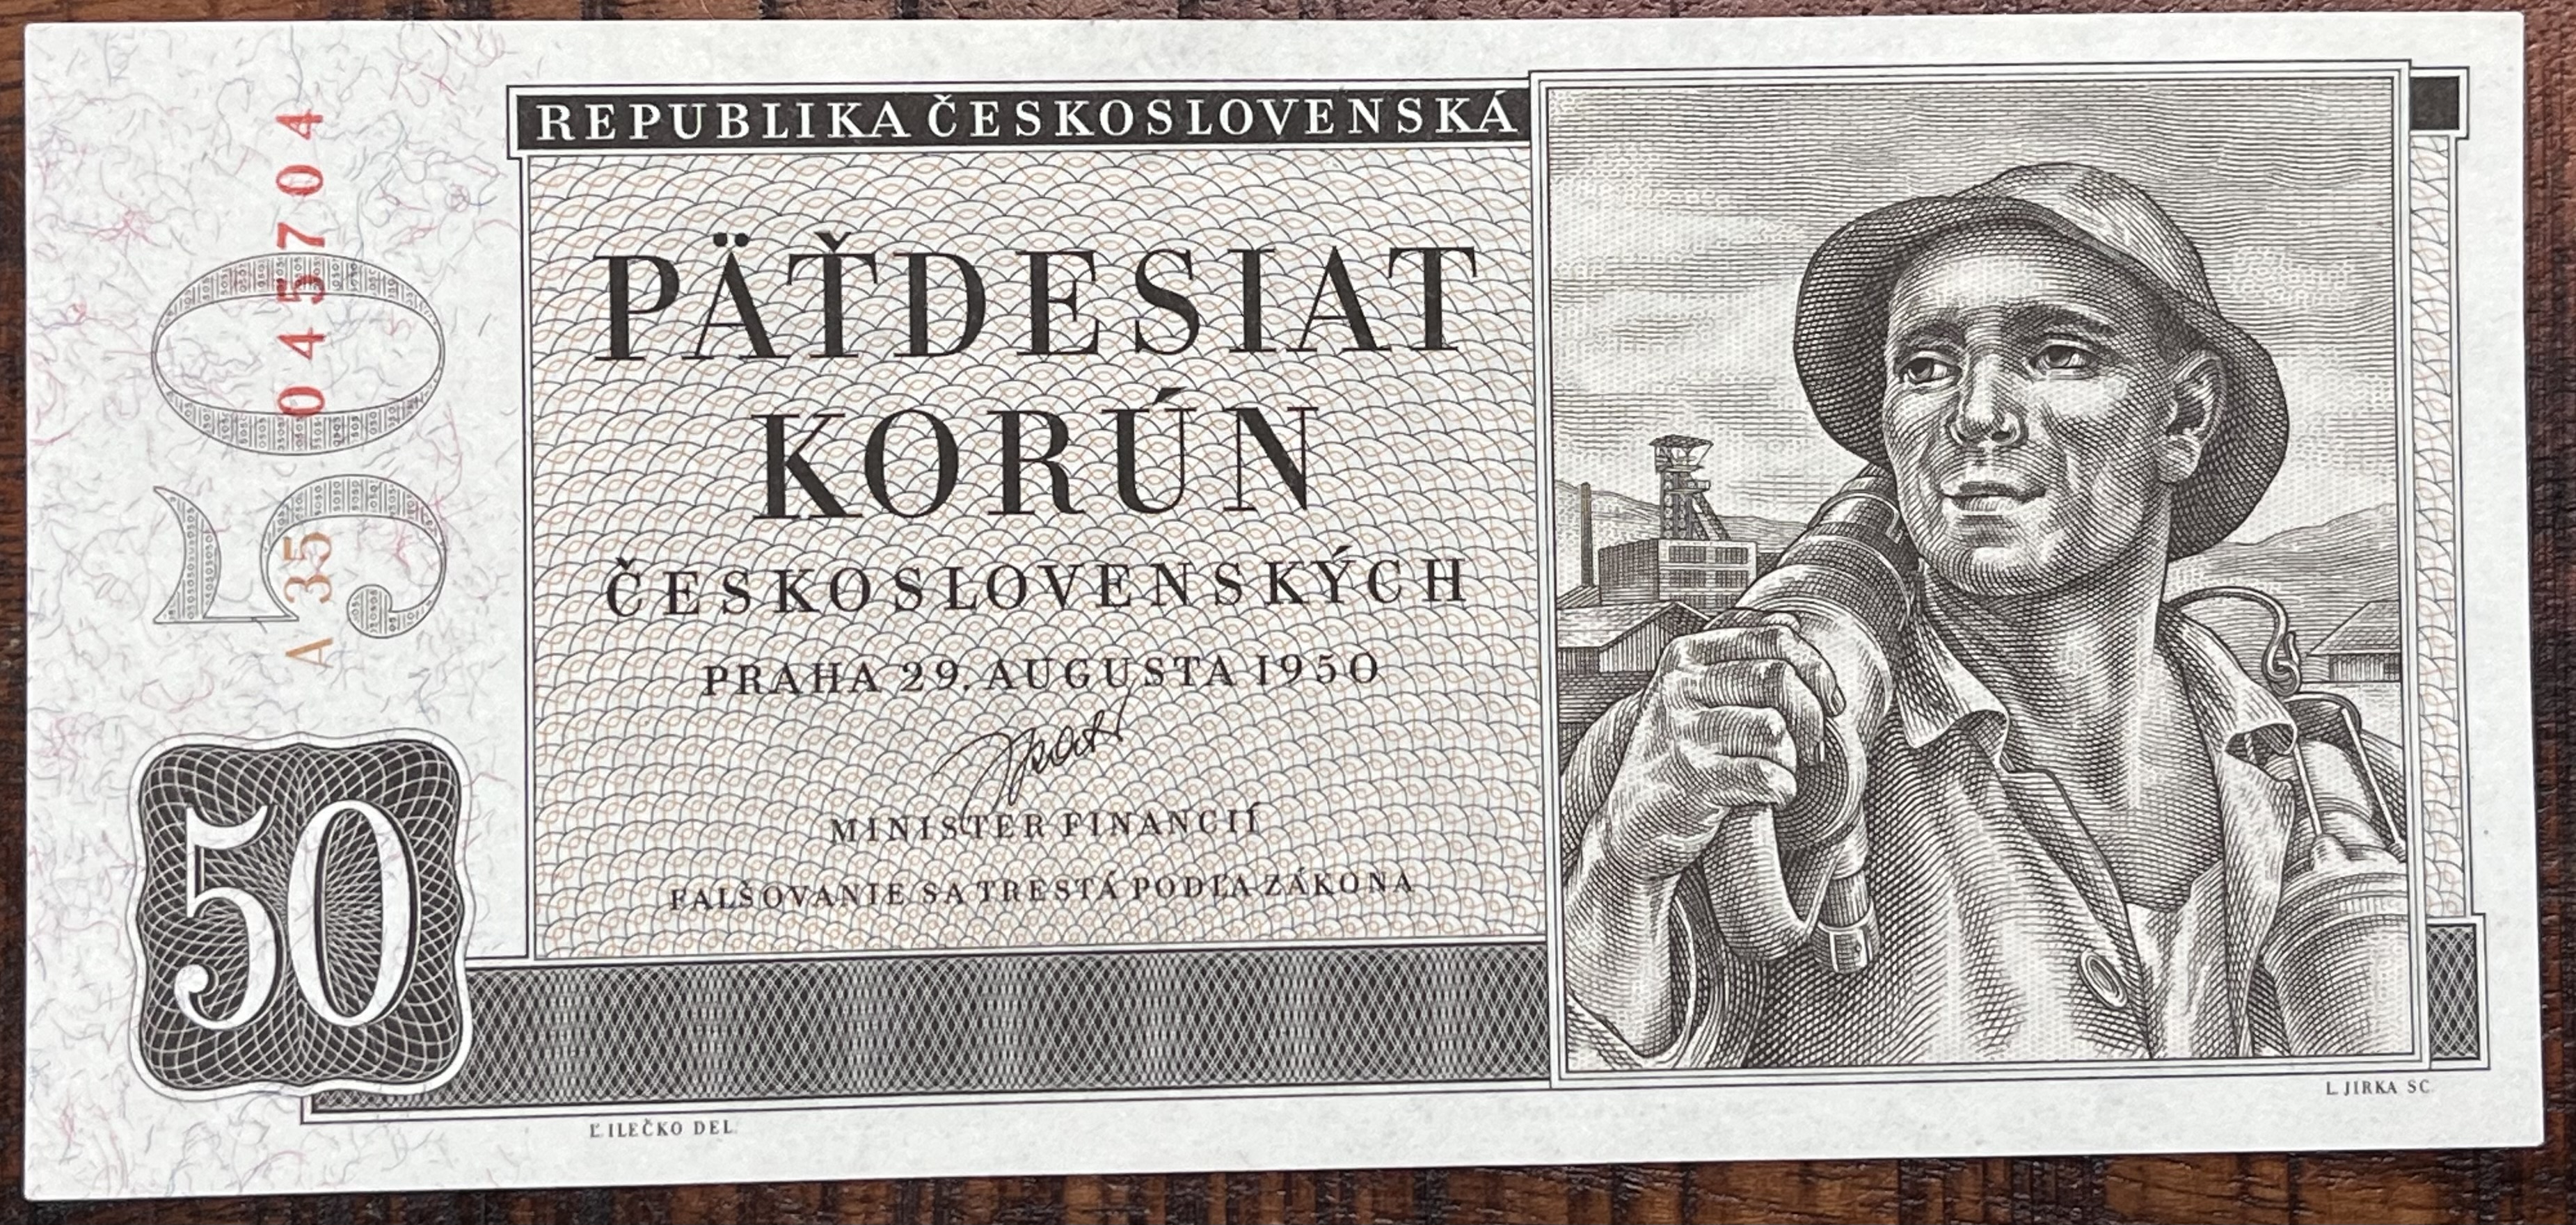 REPUBLIKA ČESKOSLOVENSKÁ
PÄŤDESIAT
KORÚN
ČESKOSLOVENSKÝCH
PRAHA 29. AUGUSTA 1950
MINISTER FINANCIÍ
FALŠOVANIE SA TRESTÁ PODĽA ZÁKONA
A 35 045704
50
50
Ľ. ILEČKO DEL.
L. JIRKA SC.